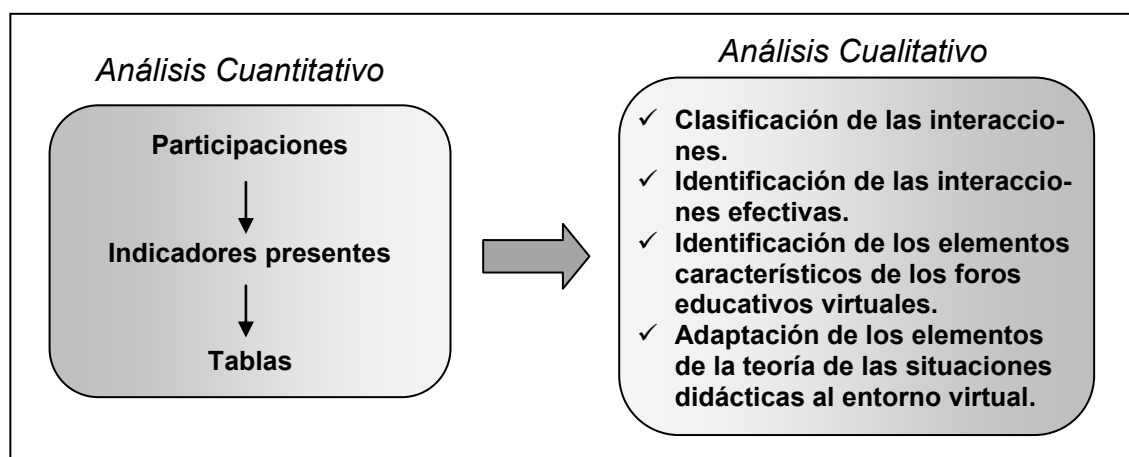 Análisis Cuantitativo
Participaciones
Indicadores presentes
Tablas
Análisis Cualitativo
✓ Clasificación de las interaccio-
nes.
✓ Identificación de las interaccio-
nes efectivas.
✓ Identificación de los elementos
característicos de los foros
educativos virtuales.
✓ Adaptación de los elementos
de la teoría de las situaciones
didácticas al entorno virtual.